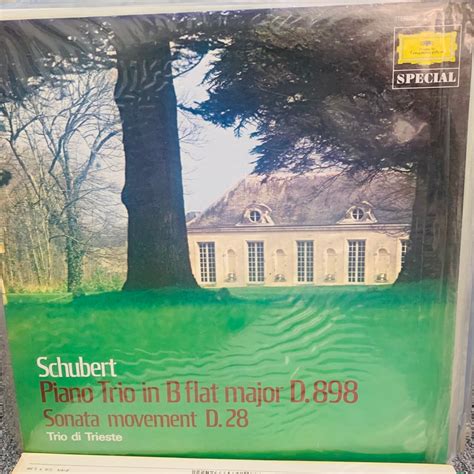 SPECIAL
Schubert
Piano Trio in B flat major D.898
Sonata movement D.28
Trio di Trieste